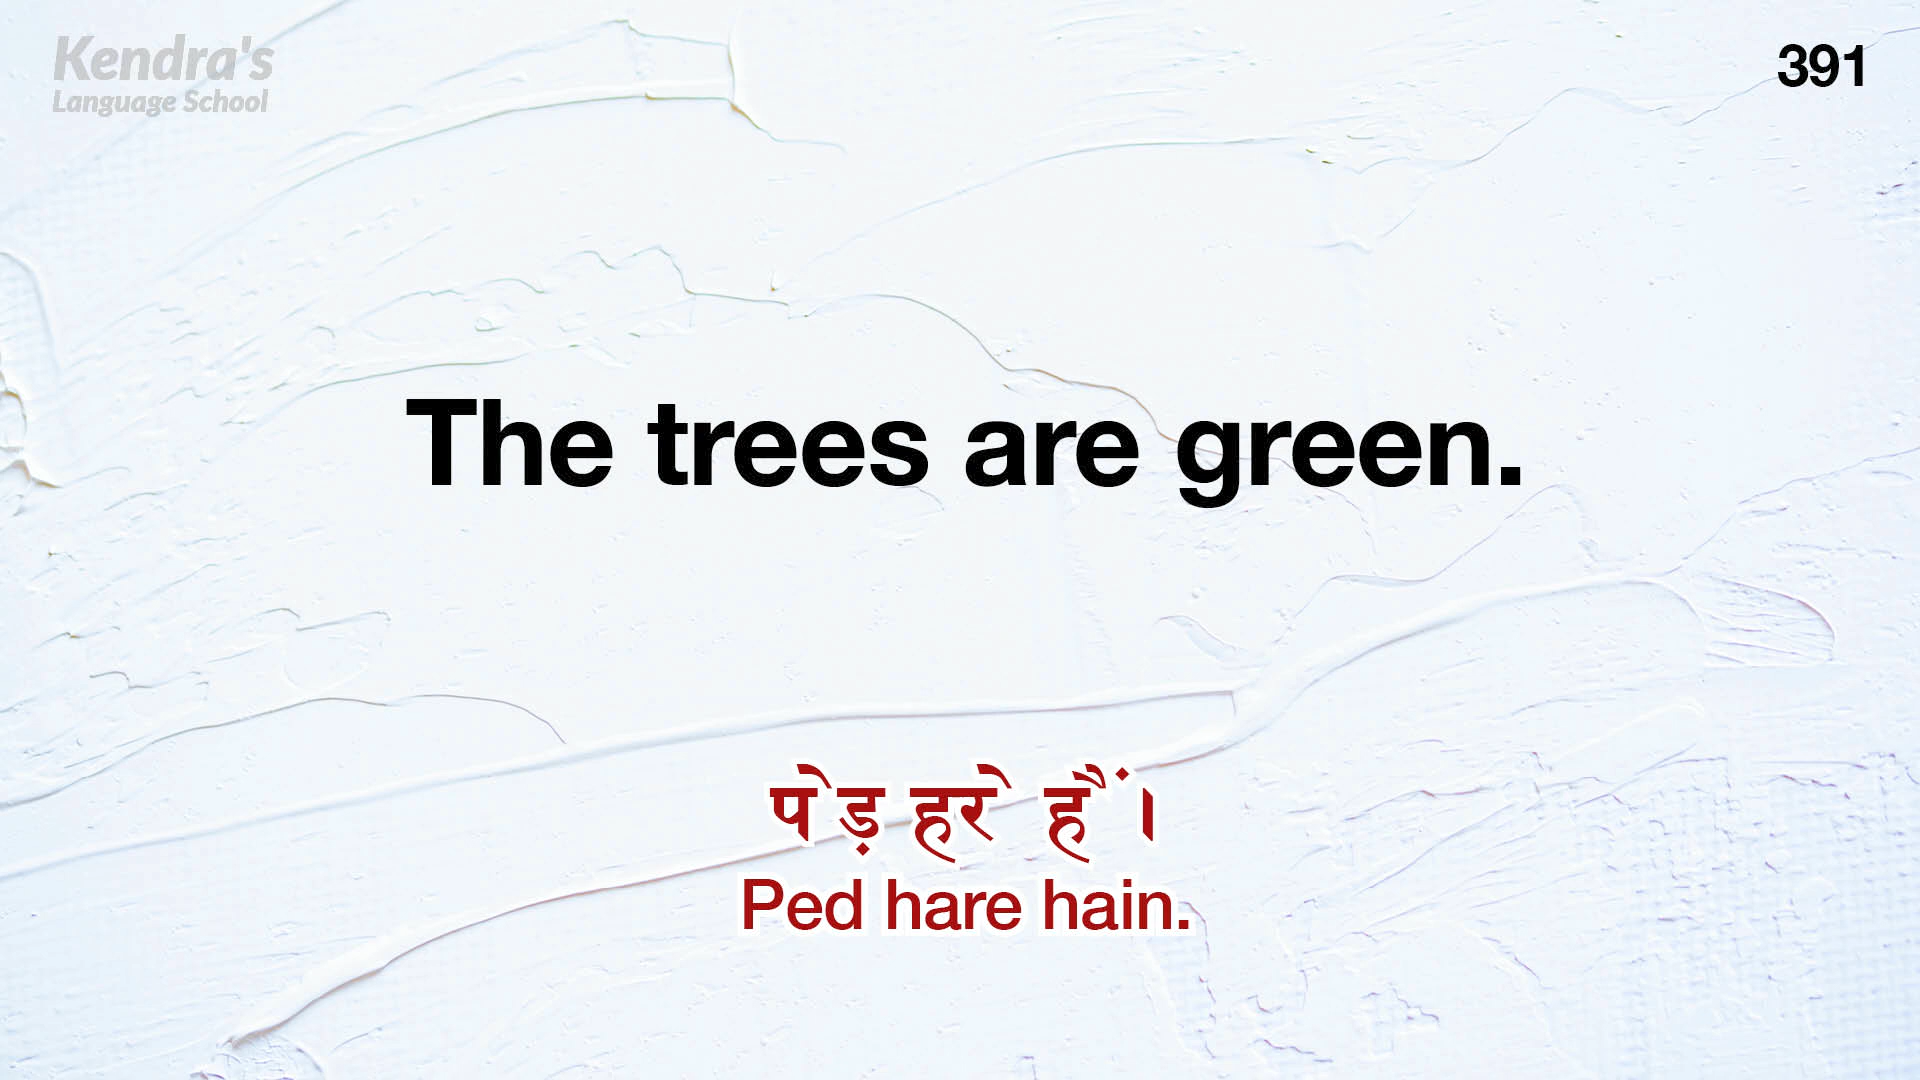 Kendra's
Language School
391
The trees are green.
पेड़ हरे हैं।
Ped hare hain.